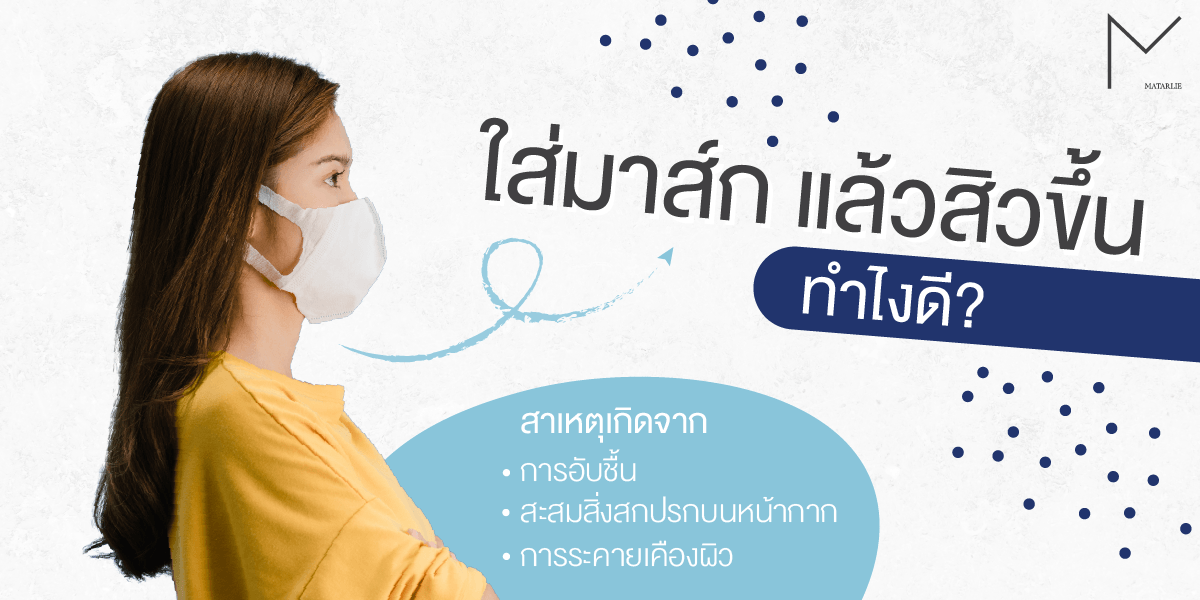 MATARLIE
ใส่มาส์ก แล้วสิวขึ้น
ทำไงดี?
สาเหตุเกิดจาก
• การอับชื้น
• สะสมสิ่งสกปรกบนหน้ากาก
• การระคายเคืองผิว